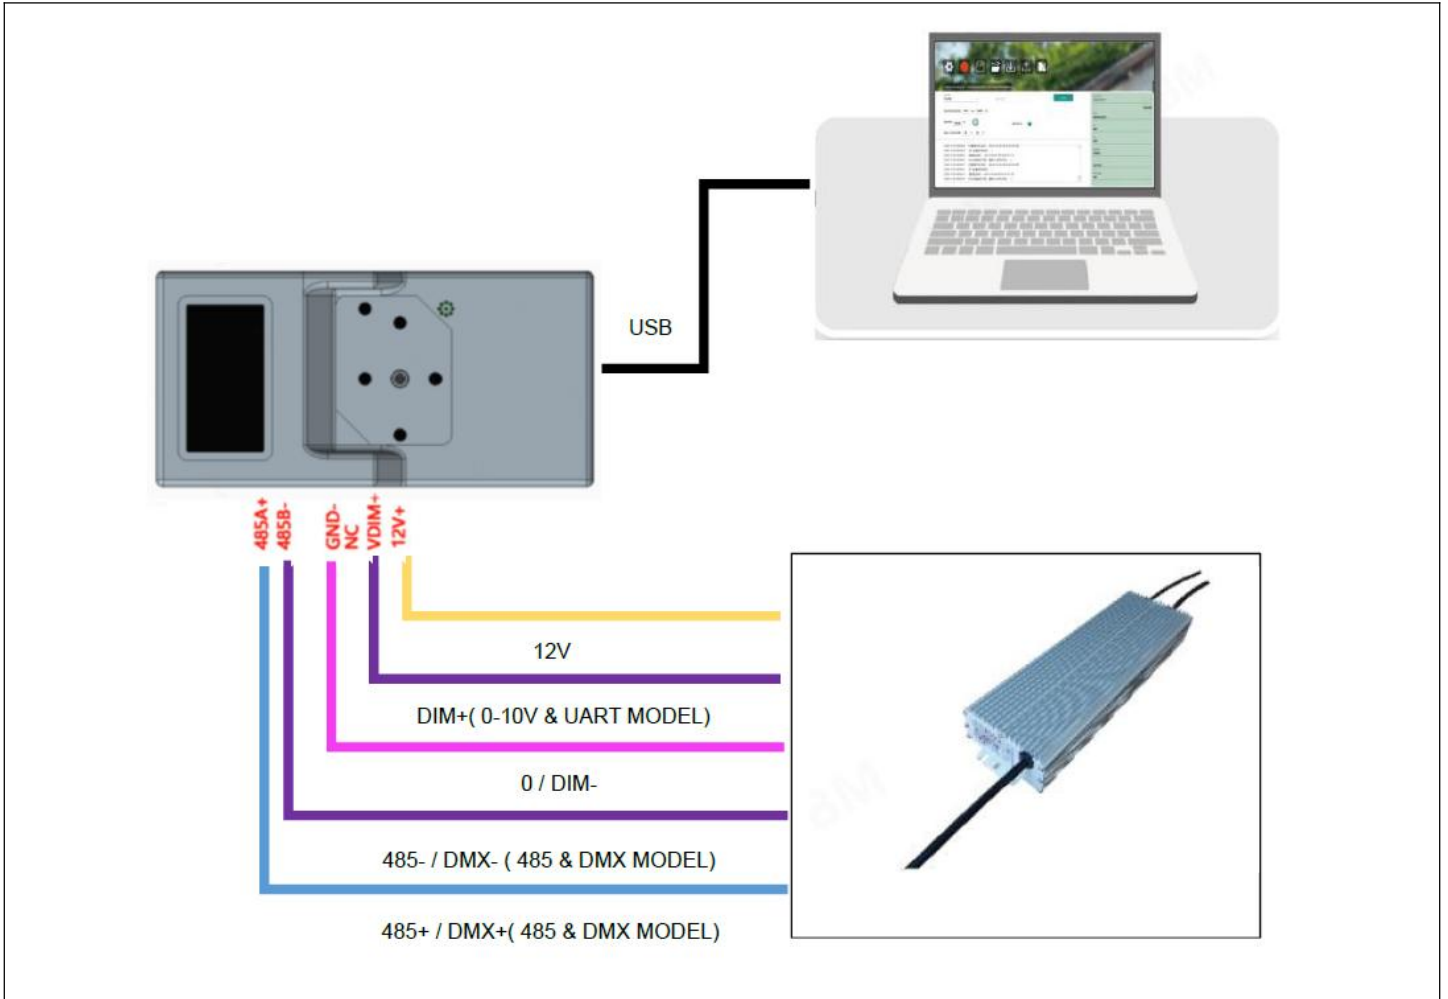 USB
485A+
485B-
GND-
NC
VDIM+
12V+
12V
DIM+( 0-10V & UART MODEL)
0 / DIM-
485- / DMX- ( 485 & DMX MODEL)
485+ / DMX+( 485 & DMX MODEL)